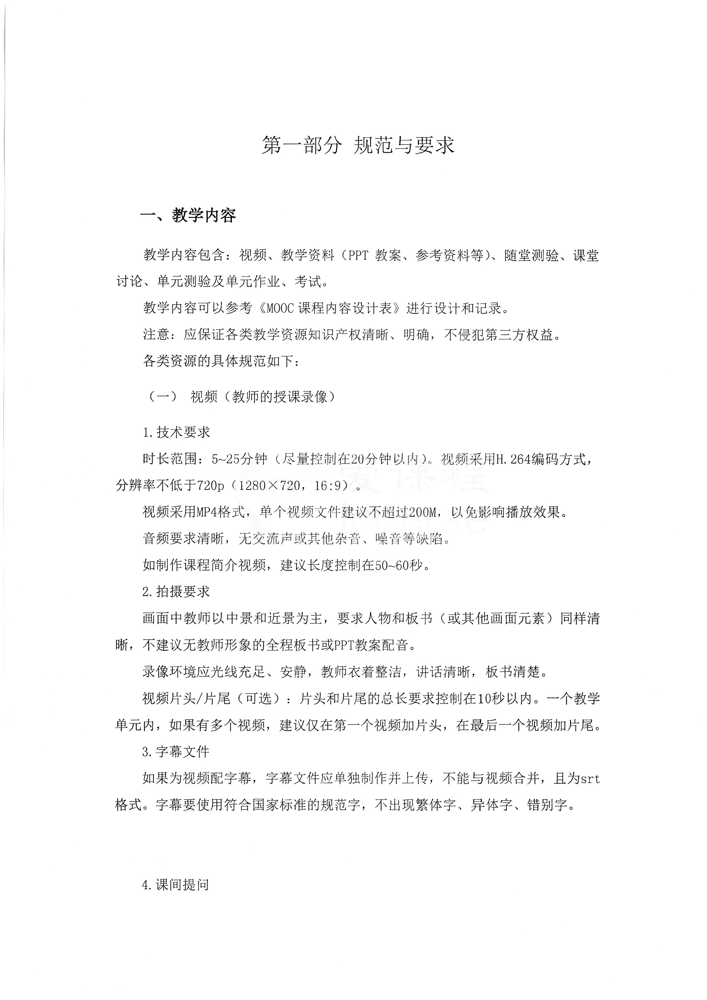 第一部分 规范与要求
一、教学内容
教学内容包含：视频、教学资料（PPT 教案、参考资料等）、随堂测验、课堂
讨论、单元测验及单元作业、考试。
教学内容可以参考《MOOC 课程内容设计表》进行设计和记录。
注意：应保证各类教学资源知识产权清晰、明确，不侵犯第三方权益。
各类资源的具体规范如下：
（一） 视频（教师的授课录像）
1.技术要求
时长范围：5~25分钟（尽量控制在20分钟以内）。视频采用H.264编码方式，
爱课程
分辨率不低于720p（1280×720，16:9）。
视频采用MP4格式，单个视频文件建议不超过200M，以免影响播放效果。
icourse
音频要求清晰，无交流声或其他杂音、噪音等缺陷。
如制作课程简介视频，建议长度控制在50~60秒。
2.拍摄要求
画面中教师以中景和近景为主，要求人物和板书（或其他画面元素）同样清
晰，不建议无教师形象的全程板书或PPT教案配音。
录像环境应光线充足、安静，教师衣着整洁，讲话清晰，板书清楚。
视频片头/片尾（可选）：片头和片尾的总长要求控制在10秒以内。一个教学
单元内，如果有多个视频，建议仅在第一个视频加片头，在最后一个视频加片尾。
3.字幕文件
如果为视频配字幕，字幕文件应单独制作并上传，不能与视频合并，且为srt
格式。字幕要使用符合国家标准的规范字，不出现繁体字、异体字、错别字。
4.课间提问